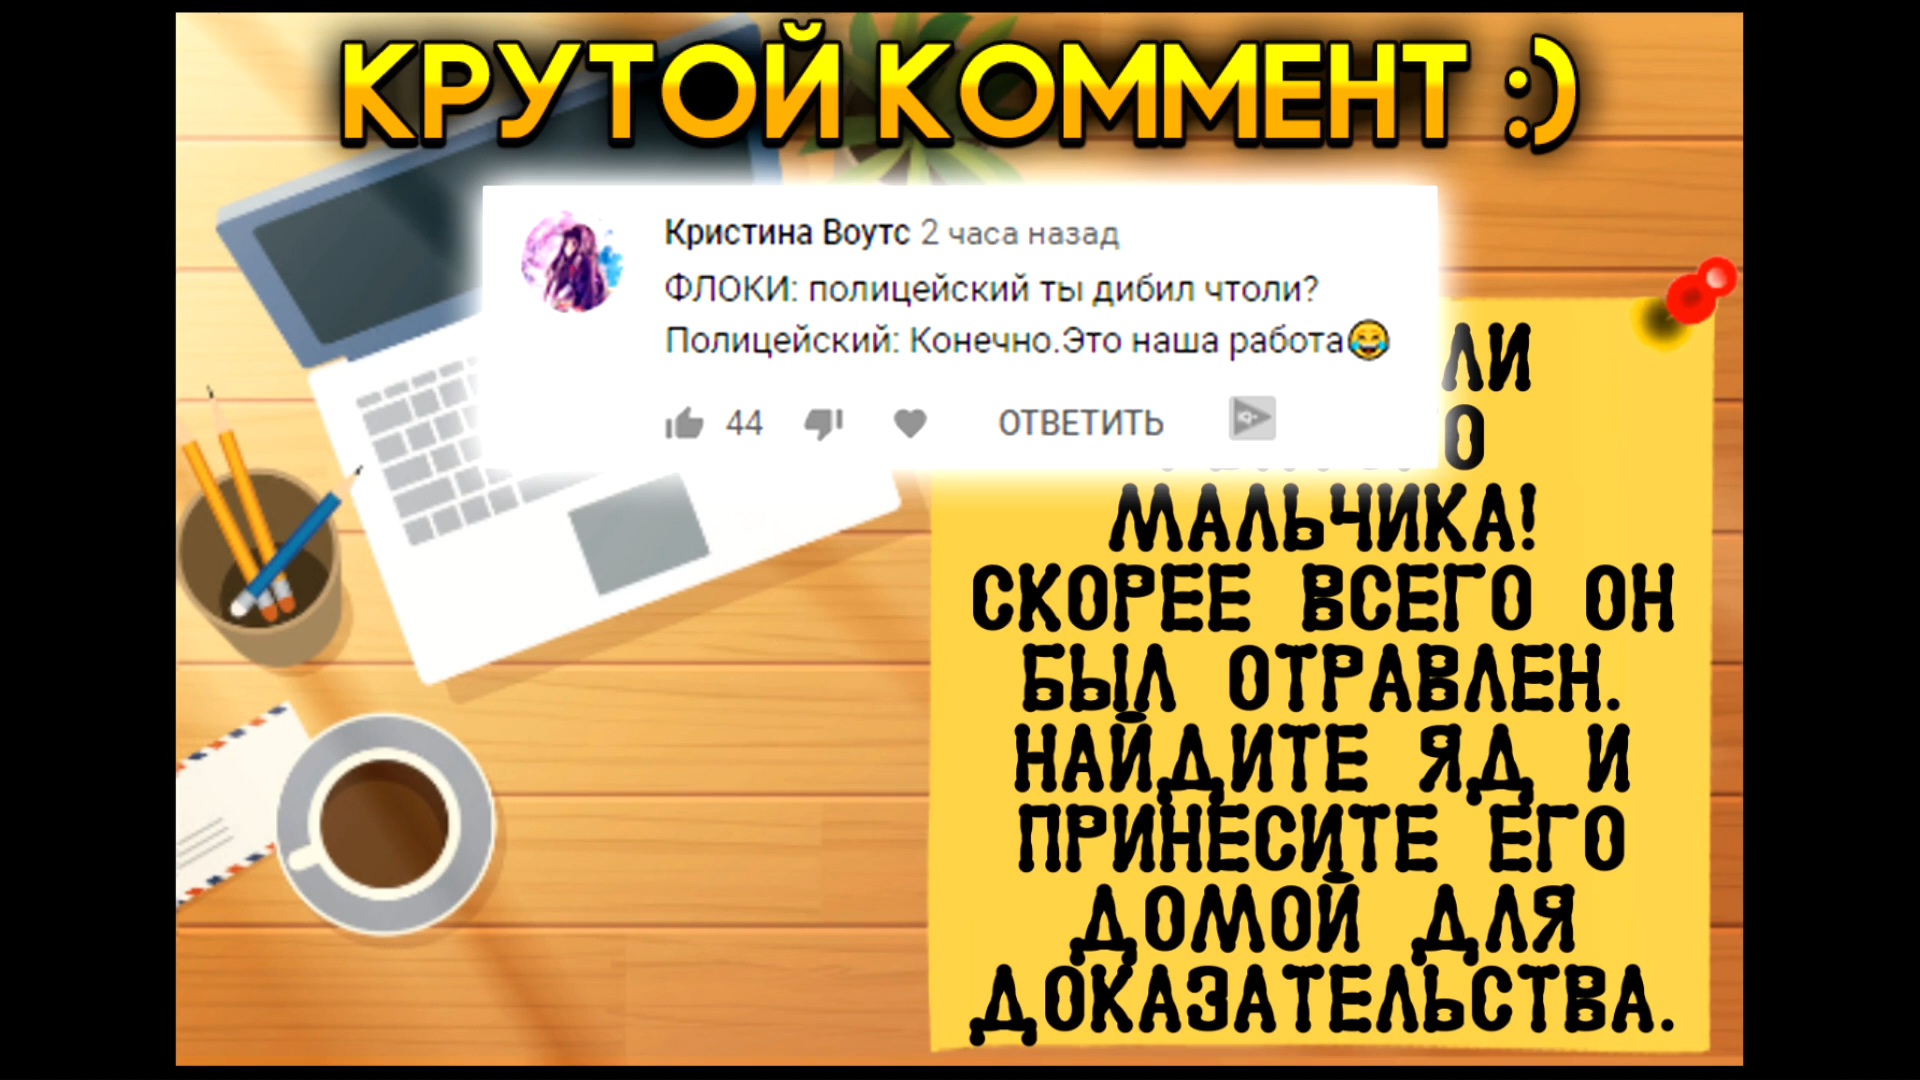 КРУТОЙ КОММЕНТ :)
Кристина Воутс 2 часа назад
ФЛОКИ: полицейский ты дибил чтоли?
Полицейский: Конечно.Это наша работа😂
44 ОТВЕТИТЬ
МАЛЬЧИКА!
СКОРЕЕ ВСЕГО ОН
БЫЛ ОТРАВЛЕН.
НАЙДИТЕ ЯД И
ПРИНЕСИТЕ ЕГО
ДОМОЙ ДЛЯ
ДОКАЗАТЕЛЬСТВА.